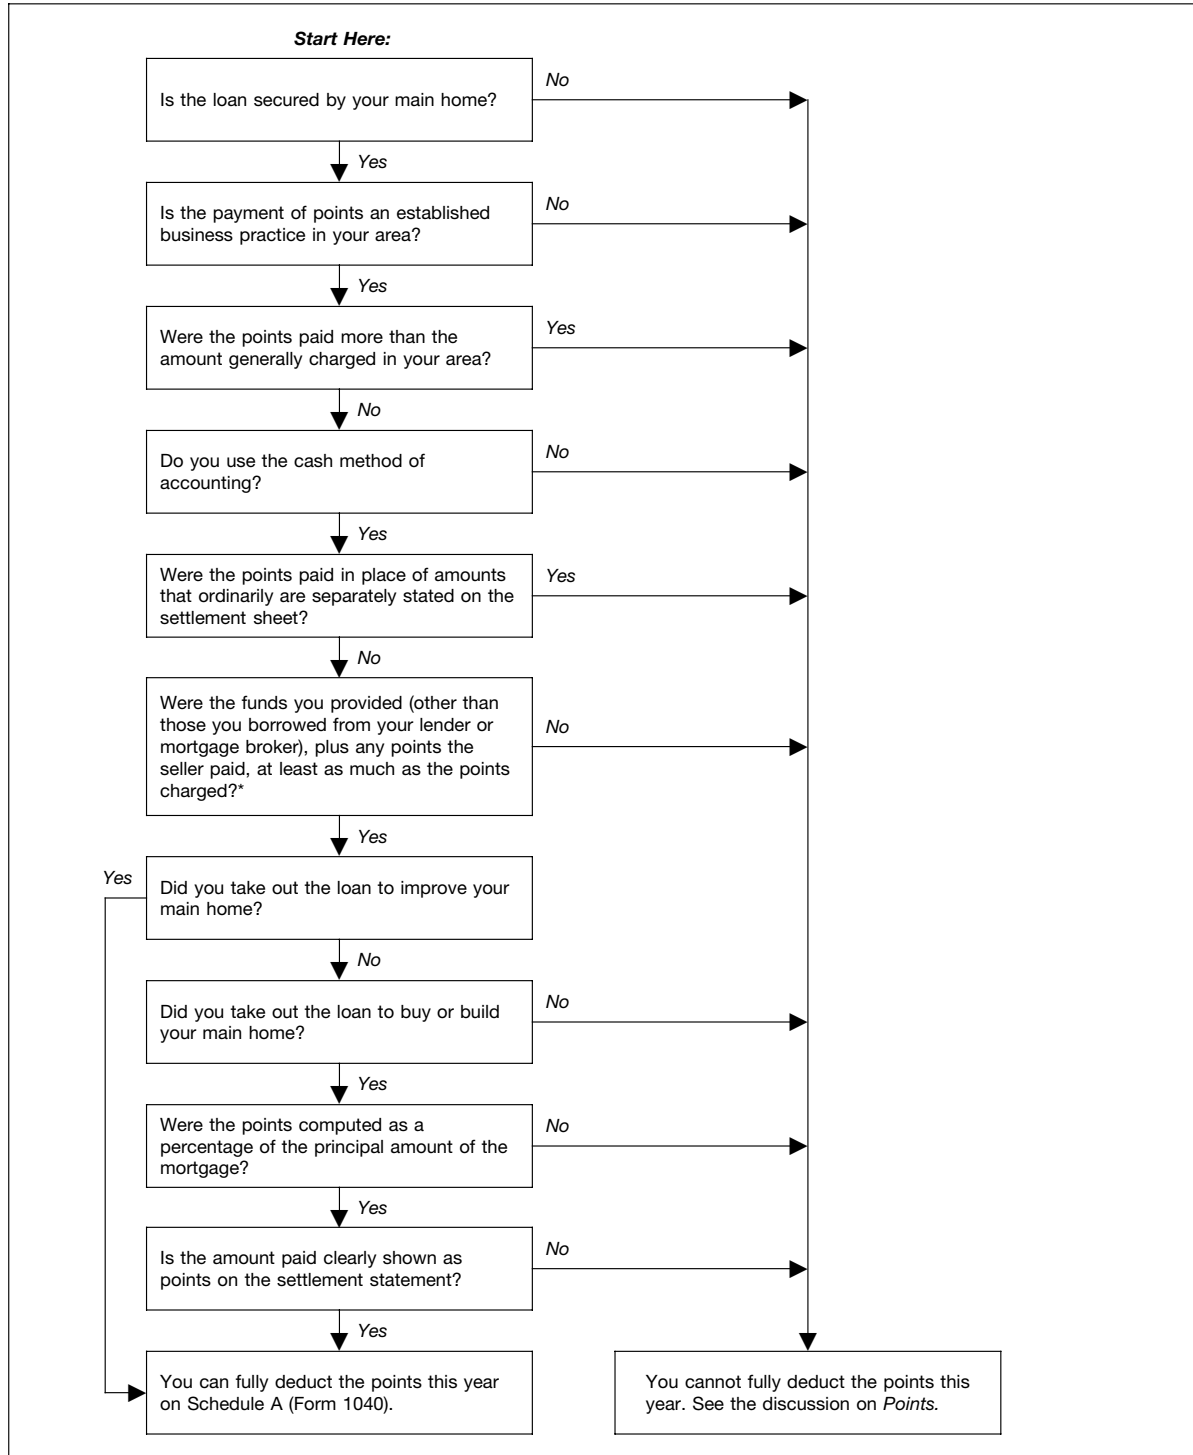 Start Here:
Is the loan secured by your main home?
No
Yes
Is the payment of points an established
business practice in your area?
No
Yes
Were the points paid more than the
amount generally charged in your area?
Yes
No
Do you use the cash method of
accounting?
No
Yes
Were the points paid in place of amounts
that ordinarily are separately stated on the
settlement sheet?
Yes
No
Were the funds you provided (other than
those you borrowed from your lender or
mortgage broker), plus any points the
seller paid, at least as much as the points
charged?*
No
Yes
Yes
Did you take out the loan to improve your
main home?
No
Did you take out the loan to buy or build
your main home?
No
Yes
Were the points computed as a
percentage of the principal amount of the
mortgage?
No
Yes
Is the amount paid clearly shown as
points on the settlement statement?
No
Yes
You can fully deduct the points this year
on Schedule A (Form 1040).
You cannot fully deduct the points this
year. See the discussion on Points.